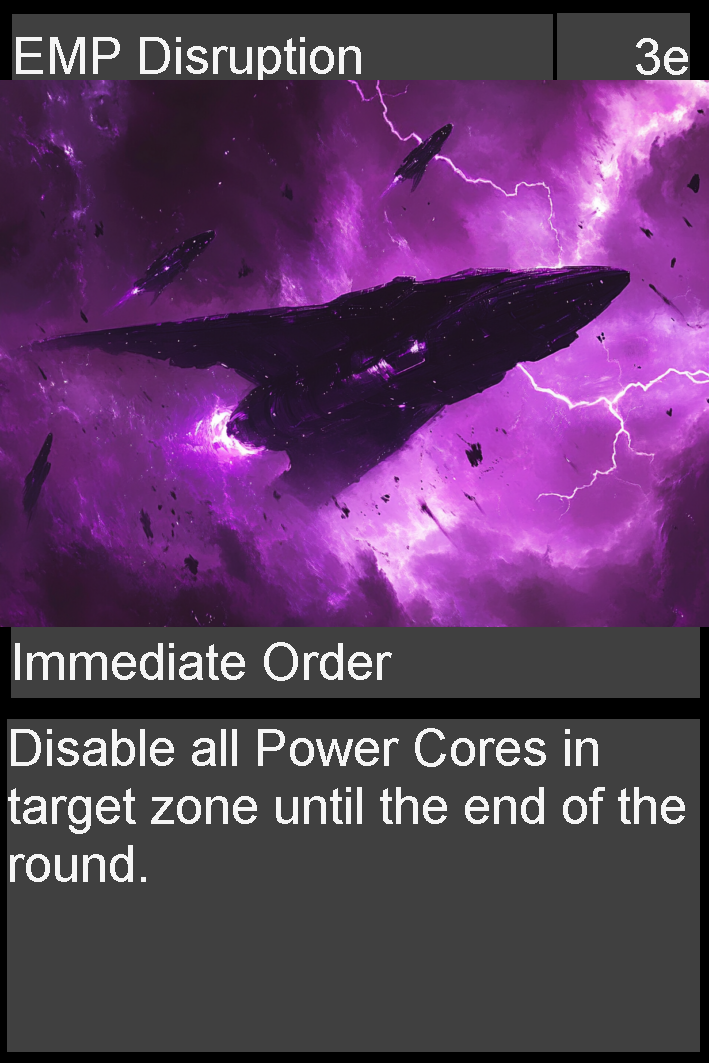 EMP Disruption 3e
Immediate Order
Disable all Power Cores in
target zone until the end of the
round.